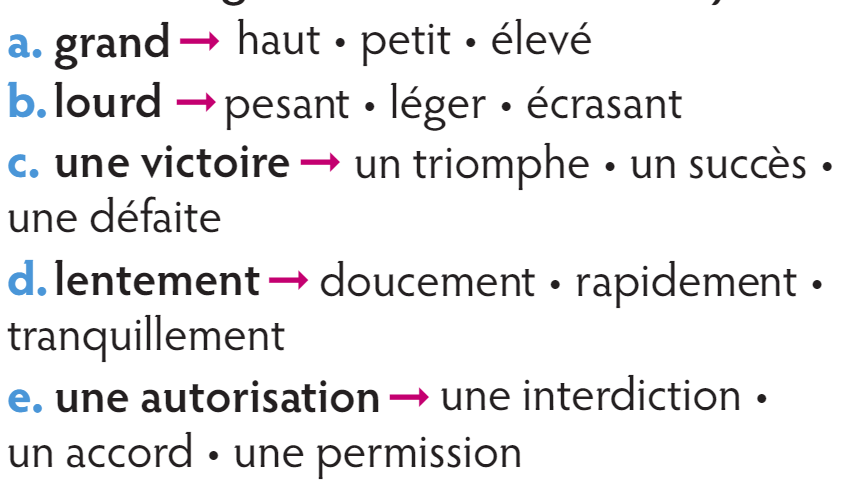 a. grand → haut • petit • élevé
b. lourd → pesant • léger • écrasant
c. une victoire → un triomphe • un succès •
une défaite
d. lentement → doucement • rapidement •
tranquillement
e. une autorisation → une interdiction •
un accord • une permission